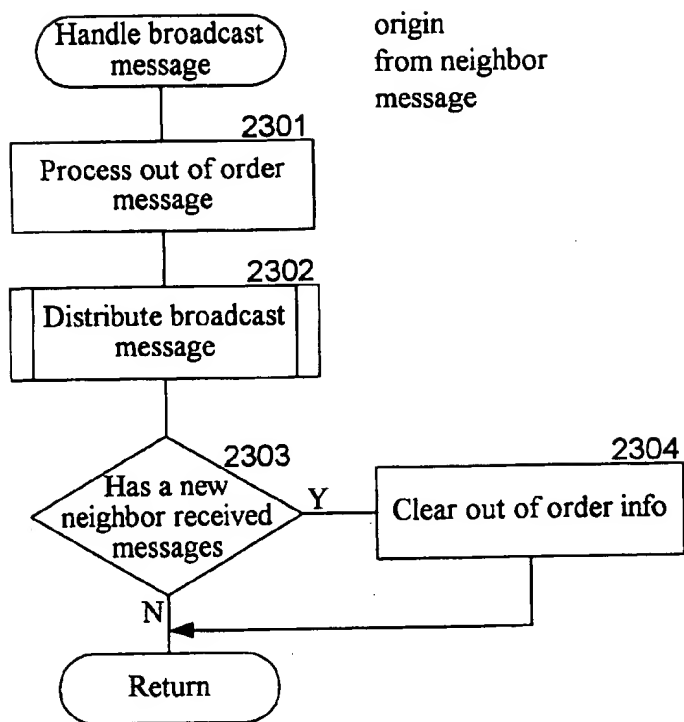 Handle broadcast
message
origin
from neighbor
message
2301
Process out of order
message
2302
Distribute broadcast
message
2303
Has a new
neighbor received
messages
Y
2304
Clear out of order info
N
Return